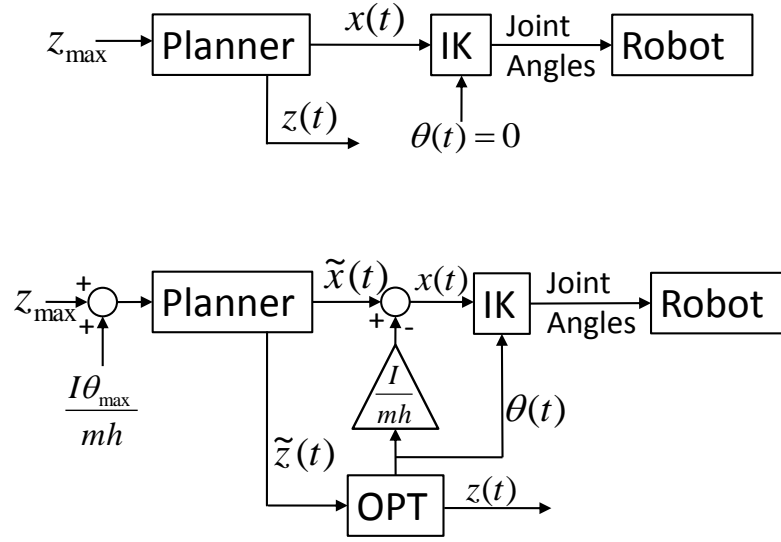 z_max Planner x(t) IK Joint Angles Robot
z(t)
θ(t) = 0
z_max + + Planner x̃(t) + - x(t) IK Joint Angles Robot
Iθ_max / mh
I / mh
θ(t)
z̃(t)
OPT z(t)